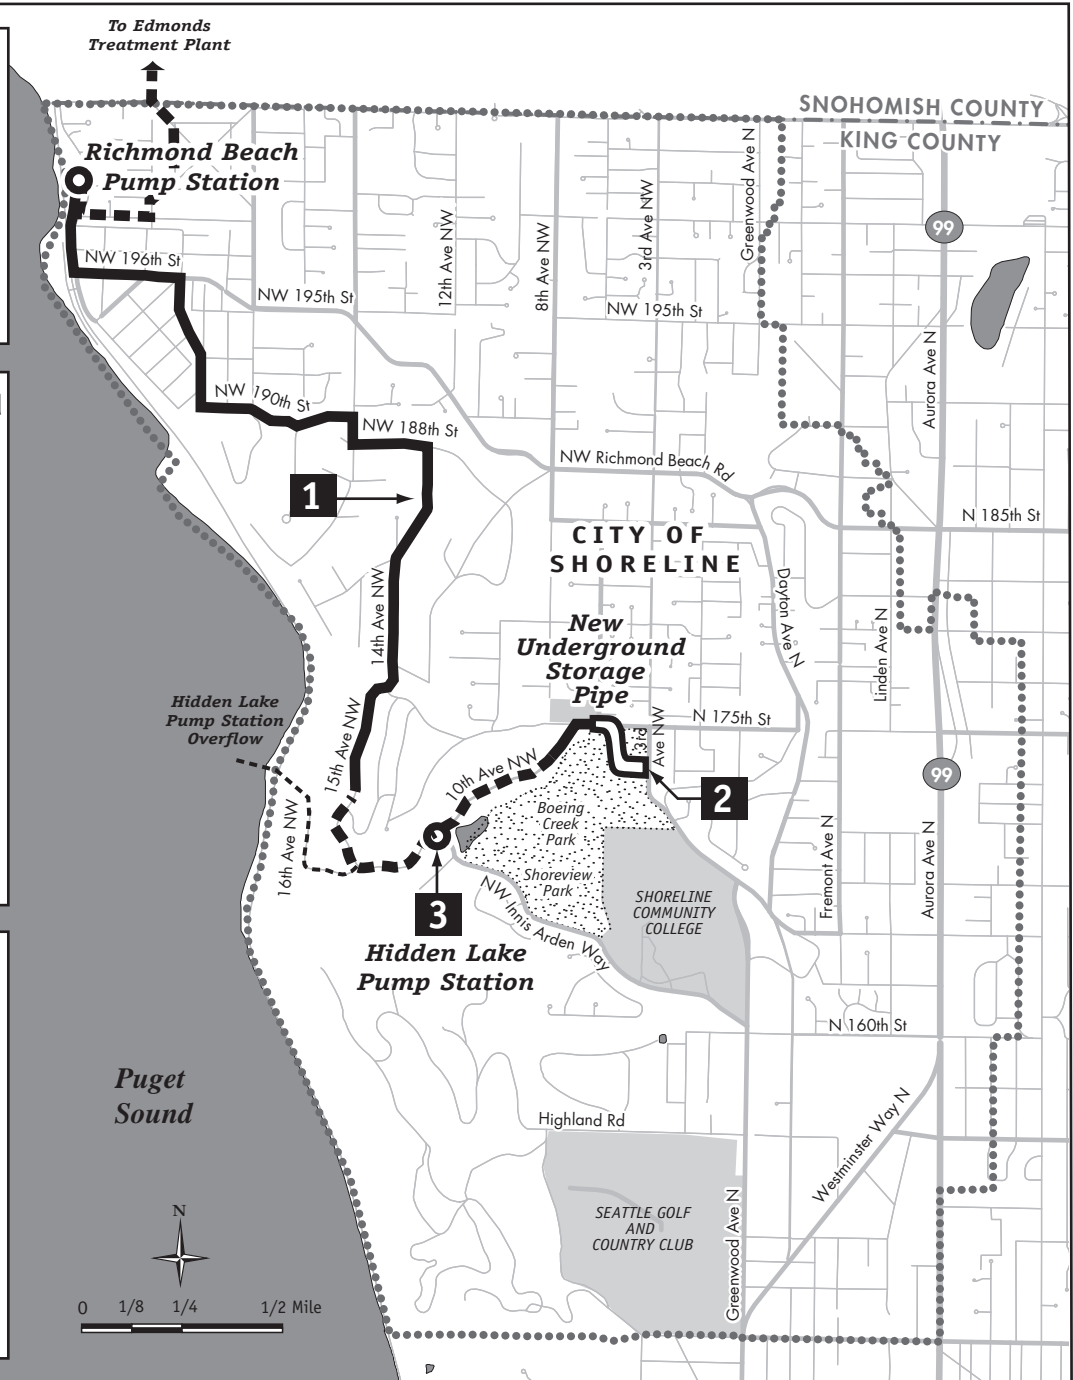 To Edmonds
Treatment Plant
SNOHOMISH COUNTY
KING COUNTY
Richmond Beach
Pump Station
Greenwood Ave N
3rd Ave NW
12th Ave NW
8th Ave NW
99
NW 196th St
NW 195th St
NW 195th St
Aurora Ave N
NW 190th St
NW 188th St
NW Richmond Beach Rd
1
N 185th St
CITY OF
SHORELINE
14th Ave NW
Dayton Ave N
Linden Ave N
New
Underground
Storage
Pipe
Hidden Lake
Pump Station
Overflow
15th Ave NW
N 175th St
3rd
Ave NW
10th Ave NW
99
2
16th Ave NW
Boeing
Creek
Park
Shoreview
Park
Fremont Ave N
Aurora Ave N
3
NW Innis Arden Way
SHORELINE
COMMUNITY
COLLEGE
Hidden Lake
Pump Station
N 160th St
Puget
Sound
Highland Rd
Westminster Way N
Greenwood Ave N
SEATTLE GOLF
AND
COUNTRY CLUB
N
0 1/8 1/4 1/2 Mile